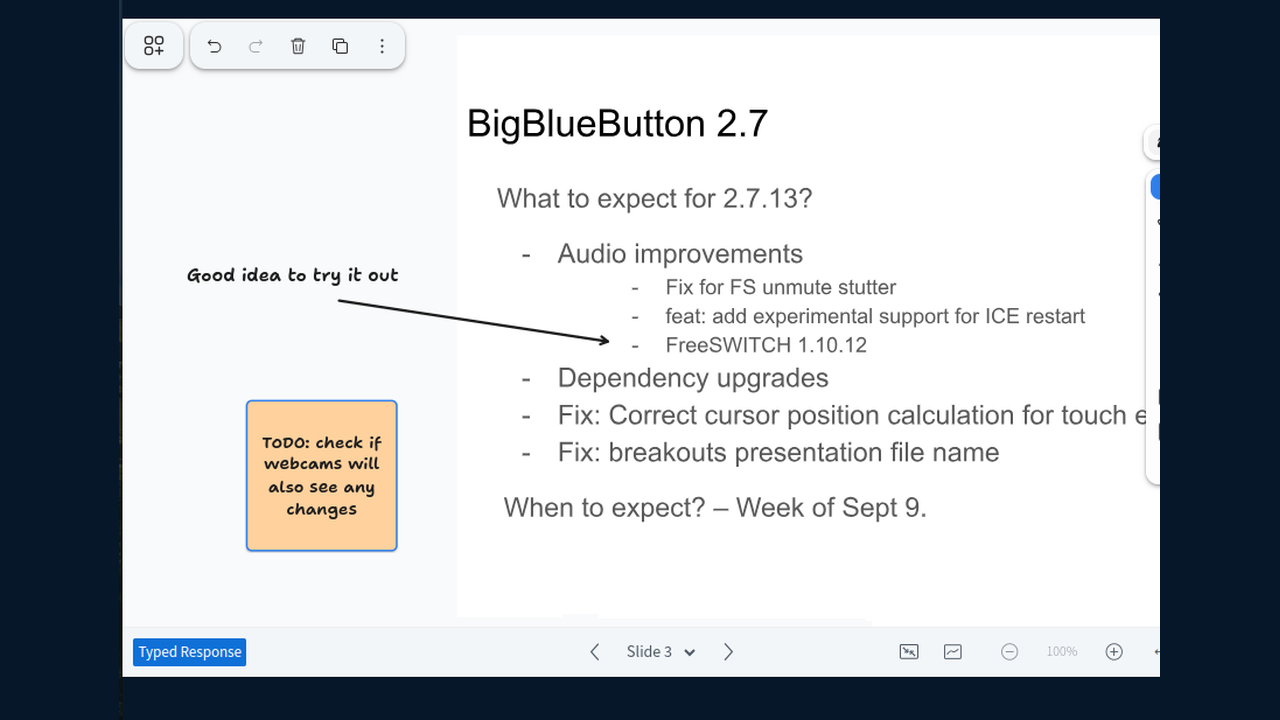 BigBlueButton 2.7
What to expect for 2.7.13?
- Audio improvements
- Fix for FS unmute stutter
- feat: add experimental support for ICE restart
- FreeSWITCH 1.10.12
- Dependency upgrades
- Fix: Correct cursor position calculation for touch e
- Fix: breakouts presentation file name
When to expect? – Week of Sept 9.
Good idea to try it out
TODO: check if
webcams will
also see any
changes
Typed Response
Slide 3
100%